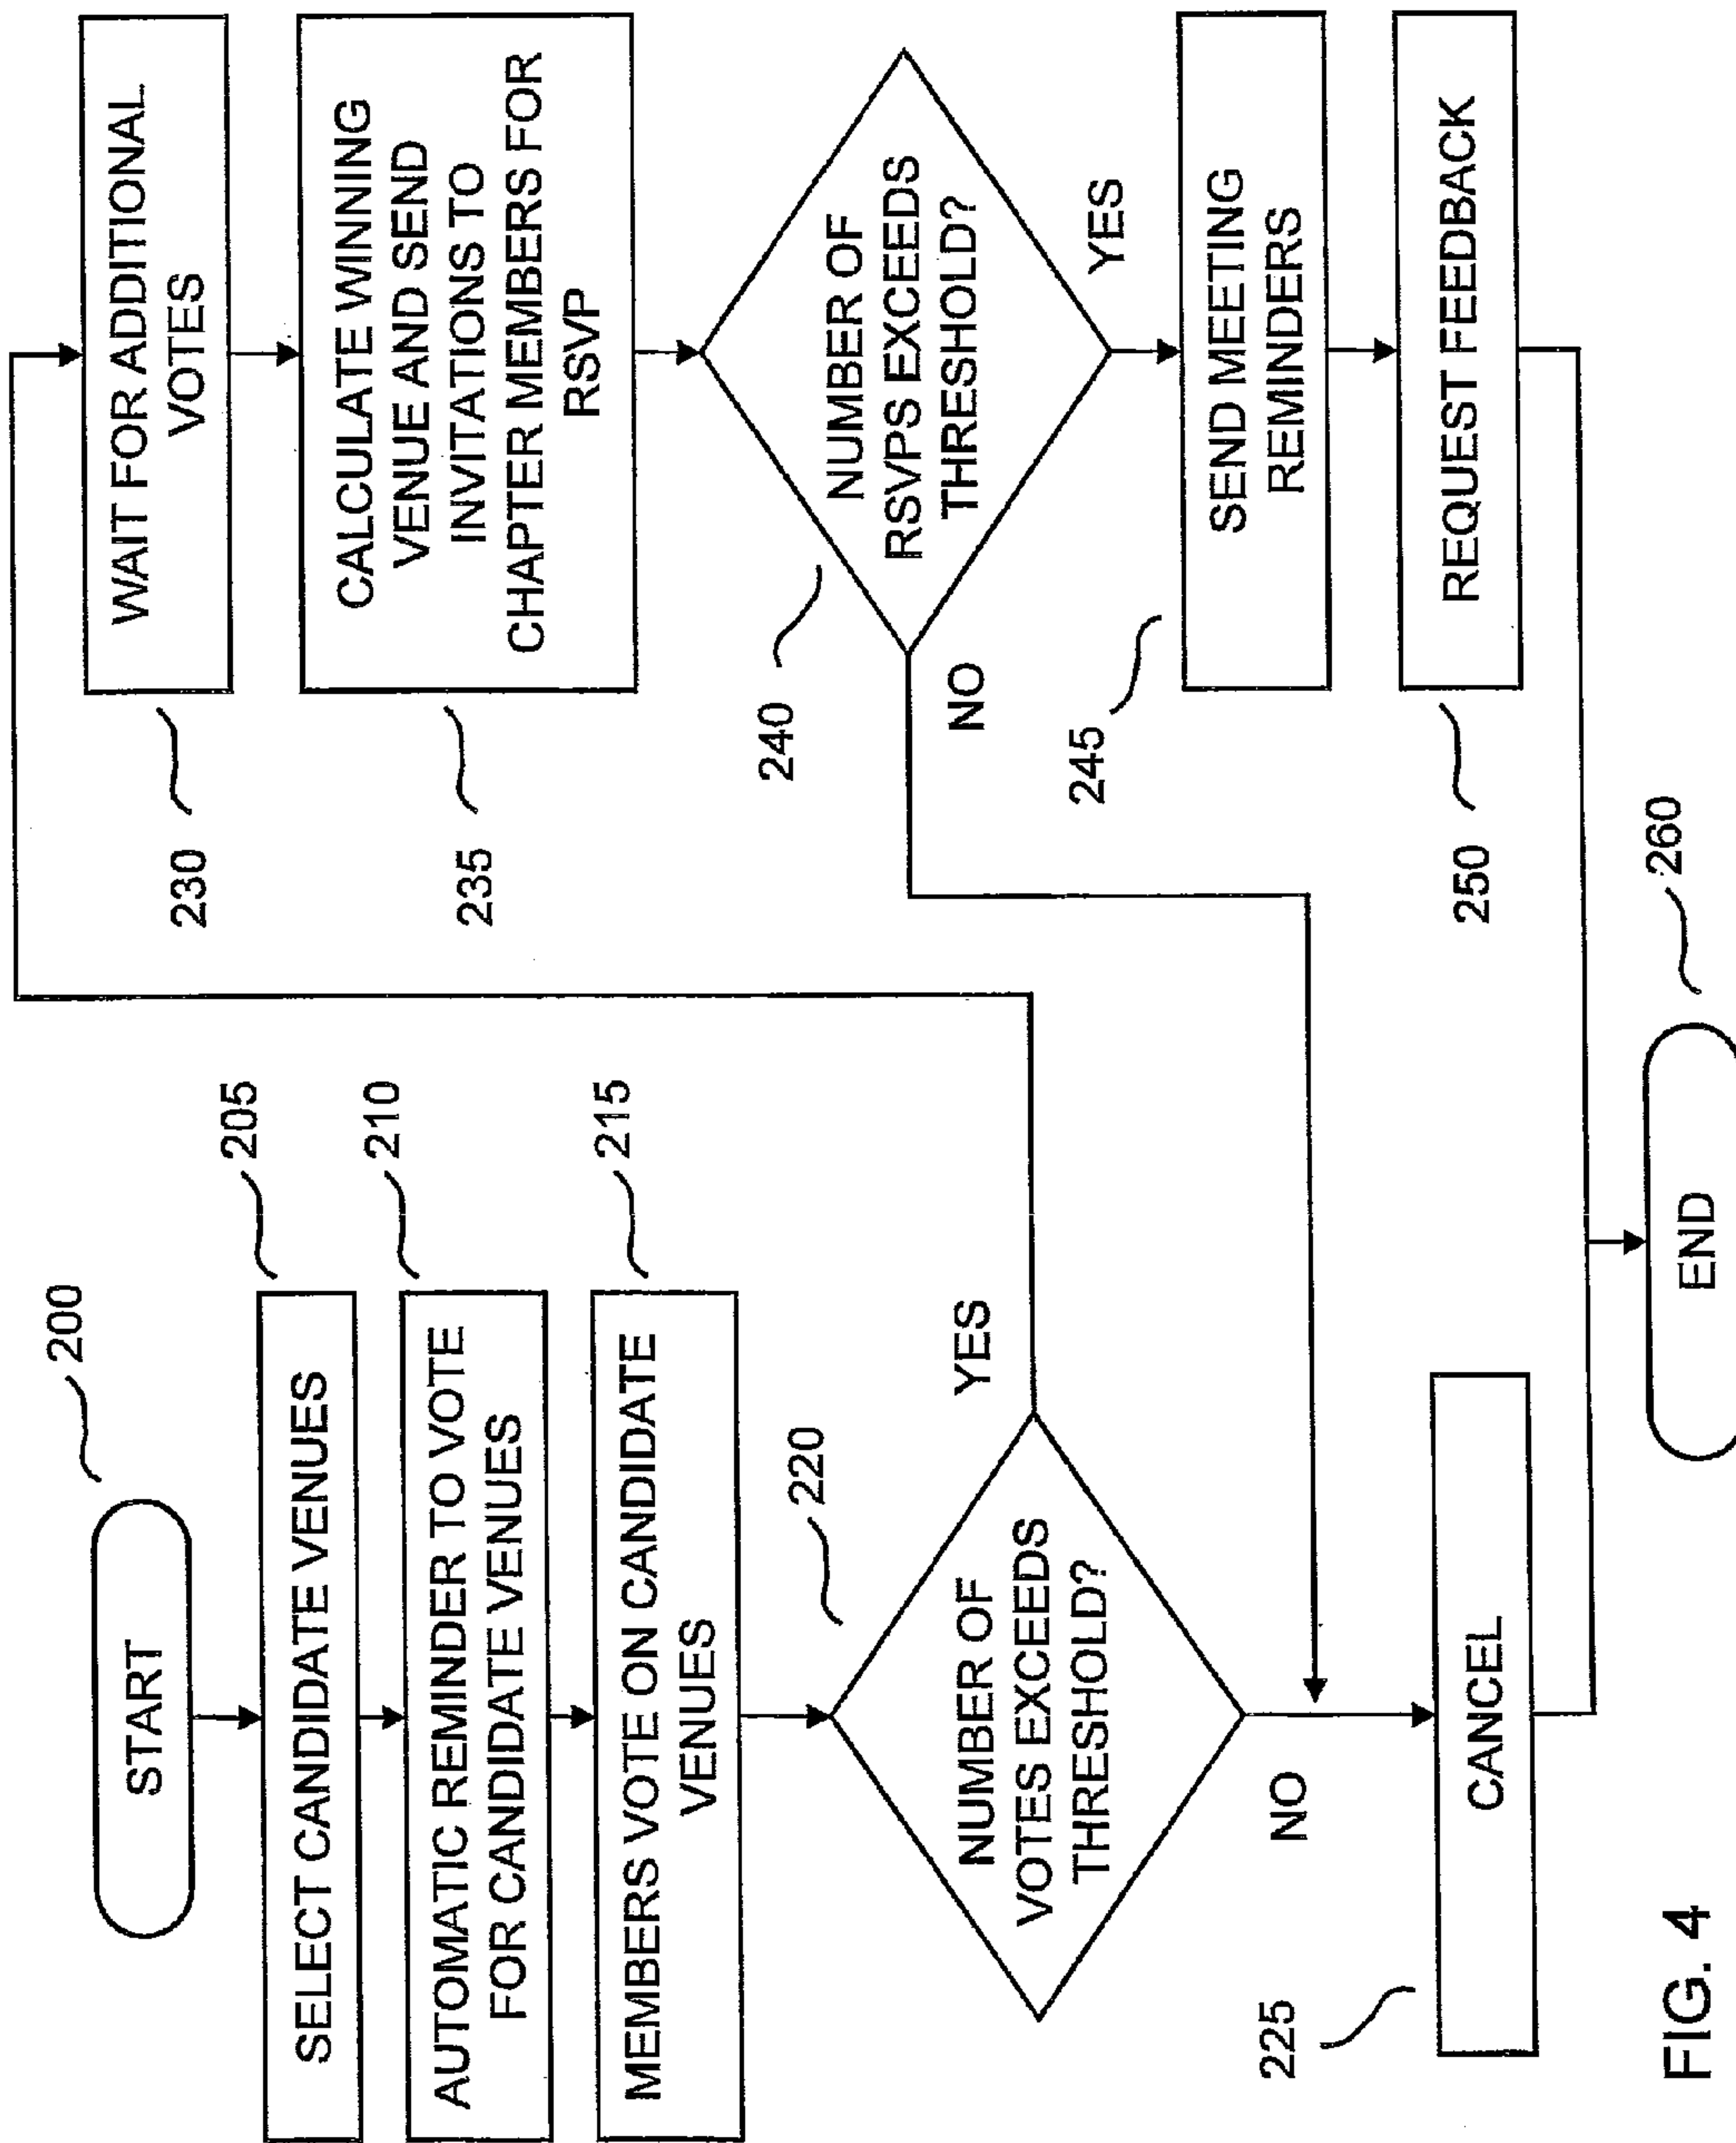 START
200
SELECT CANDIDATE VENUES
205
AUTOMATIC REMINDER TO VOTE
FOR CANDIDATE VENUES
210
MEMBERS VOTE ON CANDIDATE
VENUES
215
NUMBER OF
VOTES EXCEEDS
THRESHOLD?
220
YES
NO
225
CANCEL
WAIT FOR ADDITIONAL
VOTES
230
CALCULATE WINNING
VENUE AND SEND
INVITATIONS TO
CHAPTER MEMBERS FOR
RSVP
235
NUMBER OF
RSVPS EXCEEDS
THRESHOLD?
240
NO
YES
245
SEND MEETING
REMINDERS
REQUEST FEEDBACK
250
END
260
FIG. 4